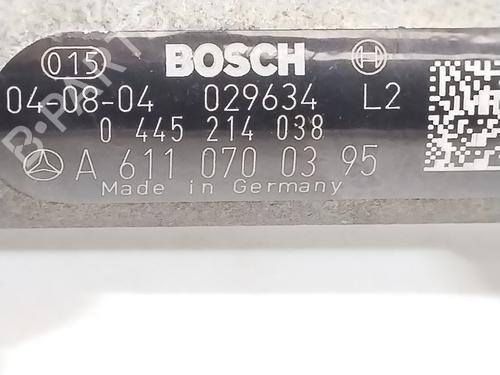 015 BOSCH
04-08-04 029634 L2
0 445 214 038
A 611 070 03 95
Made in Germany
B-PART